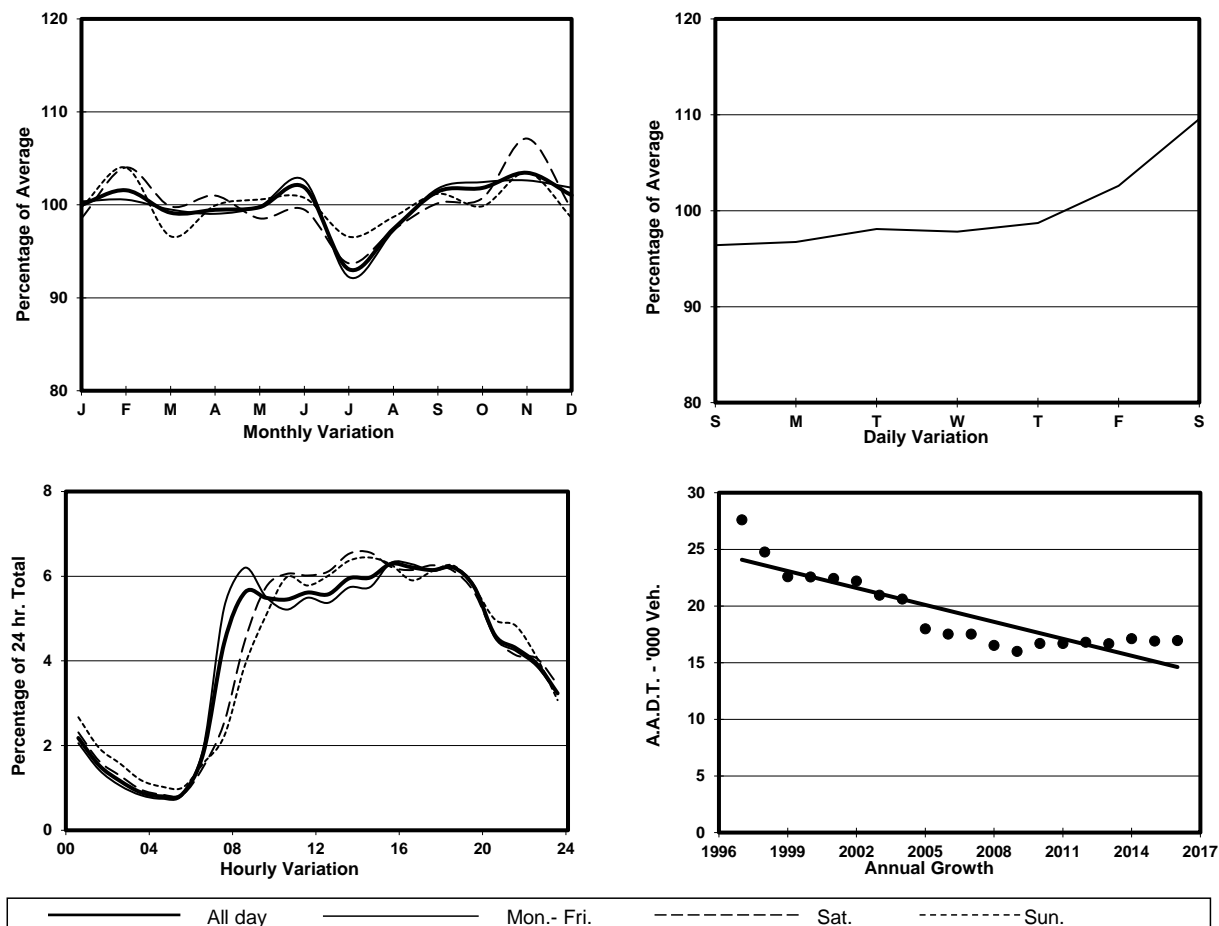 120
110
100
90
80
Percentage of Average
J F M A M J J A S O N D
Monthly Variation
120
110
100
90
80
Percentage of Average
S M T W T F S
Daily Variation
8
6
4
2
0
Percentage of 24 hr. Total
00 04 08 12 16 20 24
Hourly Variation
30
25
20
15
10
5
0
A.A.D.T. - '000 Veh.
1996 1999 2002 2005 2008 2011 2014 2017
Annual Growth
All day Mon.- Fri. Sat. Sun.